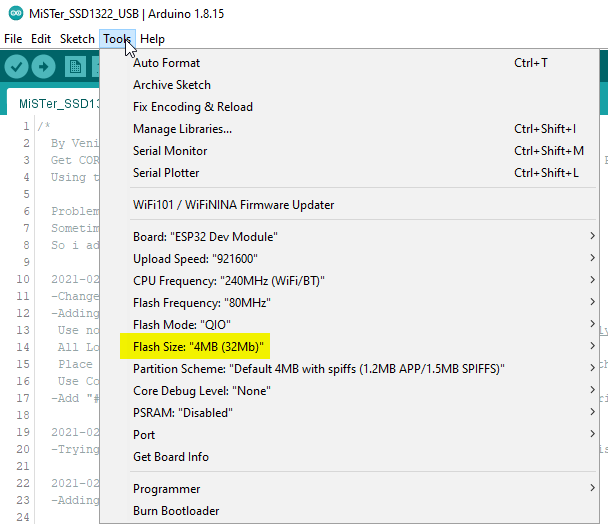 MiSTer_SSD1322_USB | Arduino 1.8.15
File Edit Sketch Tools Help
Auto Format Ctrl+T
Archive Sketch
Fix Encoding & Reload
Manage Libraries... Ctrl+Shift+I
Serial Monitor Ctrl+Shift+M
Serial Plotter Ctrl+Shift+L
WiFi101 / WiFiNINA Firmware Updater
Board: "ESP32 Dev Module"
Upload Speed: "921600"
CPU Frequency: "240MHz (WiFi/BT)"
Flash Frequency: "80MHz"
Flash Mode: "QIO"
Flash Size: "4MB (32Mb)"
Partition Scheme: "Default 4MB with spiffs (1.2MB APP/1.5MB SPIFFS)"
Core Debug Level: "None"
PSRAM: "Disabled"
Port
Get Board Info
Programmer
Burn Bootloader
MiSTer_SSD13
1 /*
2 By Veni
3 Get COR
4 Using t
5
6 Problem
7 Sometim
8 So i ad
9
10 2021-02
11 -Change
12 -Adding
13 Use no
14 All Lo
15 Place
16 Use Co
17 -Add "#
18
19 2021-02
20 -Trying
21
22 2021-02
23 -Adding
24